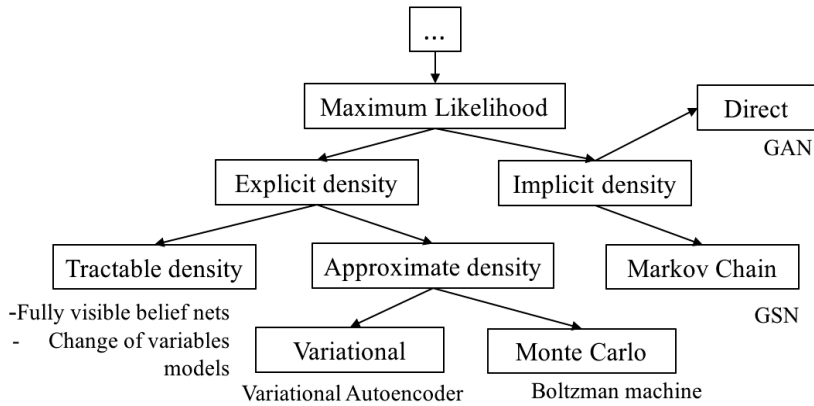 ...
Maximum Likelihood
Direct
GAN
Explicit density
Implicit density
Tractable density
Approximate density
Markov Chain
-Fully visible belief nets
- Change of variables
models
GSN
Variational
Monte Carlo
Variational Autoencoder
Boltzman machine